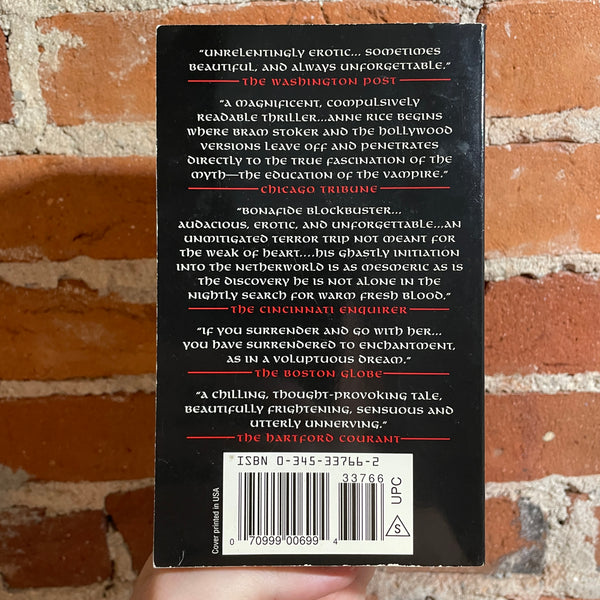 “UNRELENTINGLY EROTIC... SOMETIMES
BEAUTIFUL, AND ALWAYS UNFORGETTABLE.”
THE WASHINGTON POST
“A MAGNIFICENT, COMPULSIVELY
READABLE THRILLER...ANNE RICE BEGINS
WHERE BRAM STOKER AND THE HOLLYWOOD
VERSIONS LEAVE OFF AND PENETRATES
DIRECTLY TO THE TRUE FASCINATION OF THE
MYTH—THE EDUCATION OF THE VAMPIRE.”
CHICAGO TRIBUNE
“BONAFIDE BLOCKBUSTER...
AUDACIOUS, EROTIC, AND UNFORGETTABLE...AN
UNMITIGATED TERROR TRIP NOT MEANT FOR
THE WEAK OF HEART....HIS GHASTLY INITIATION
INTO THE NETHERWORLD IS AS MESMERIC AS IS
THE DISCOVERY HE IS NOT ALONE IN THE
NIGHTLY SEARCH FOR WARM FRESH BLOOD.”
THE CINCINNATI ENQUIRER
“IF YOU SURRENDER AND GO WITH HER...
YOU HAVE SURRENDERED TO ENCHANTMENT,
AS IN A VOLUPTUOUS DREAM.”
THE BOSTON GLOBE
“A CHILLING, THOUGHT-PROVOKING TALE,
BEAUTIFULLY FRIGHTENING, SENSUOUS AND
UTTERLY UNNERVING.”
THE HARTFORD COURANT
ISBN 0-345-33766-2
33766
0 70999 00699 4
Cover printed in USA
UPC
S